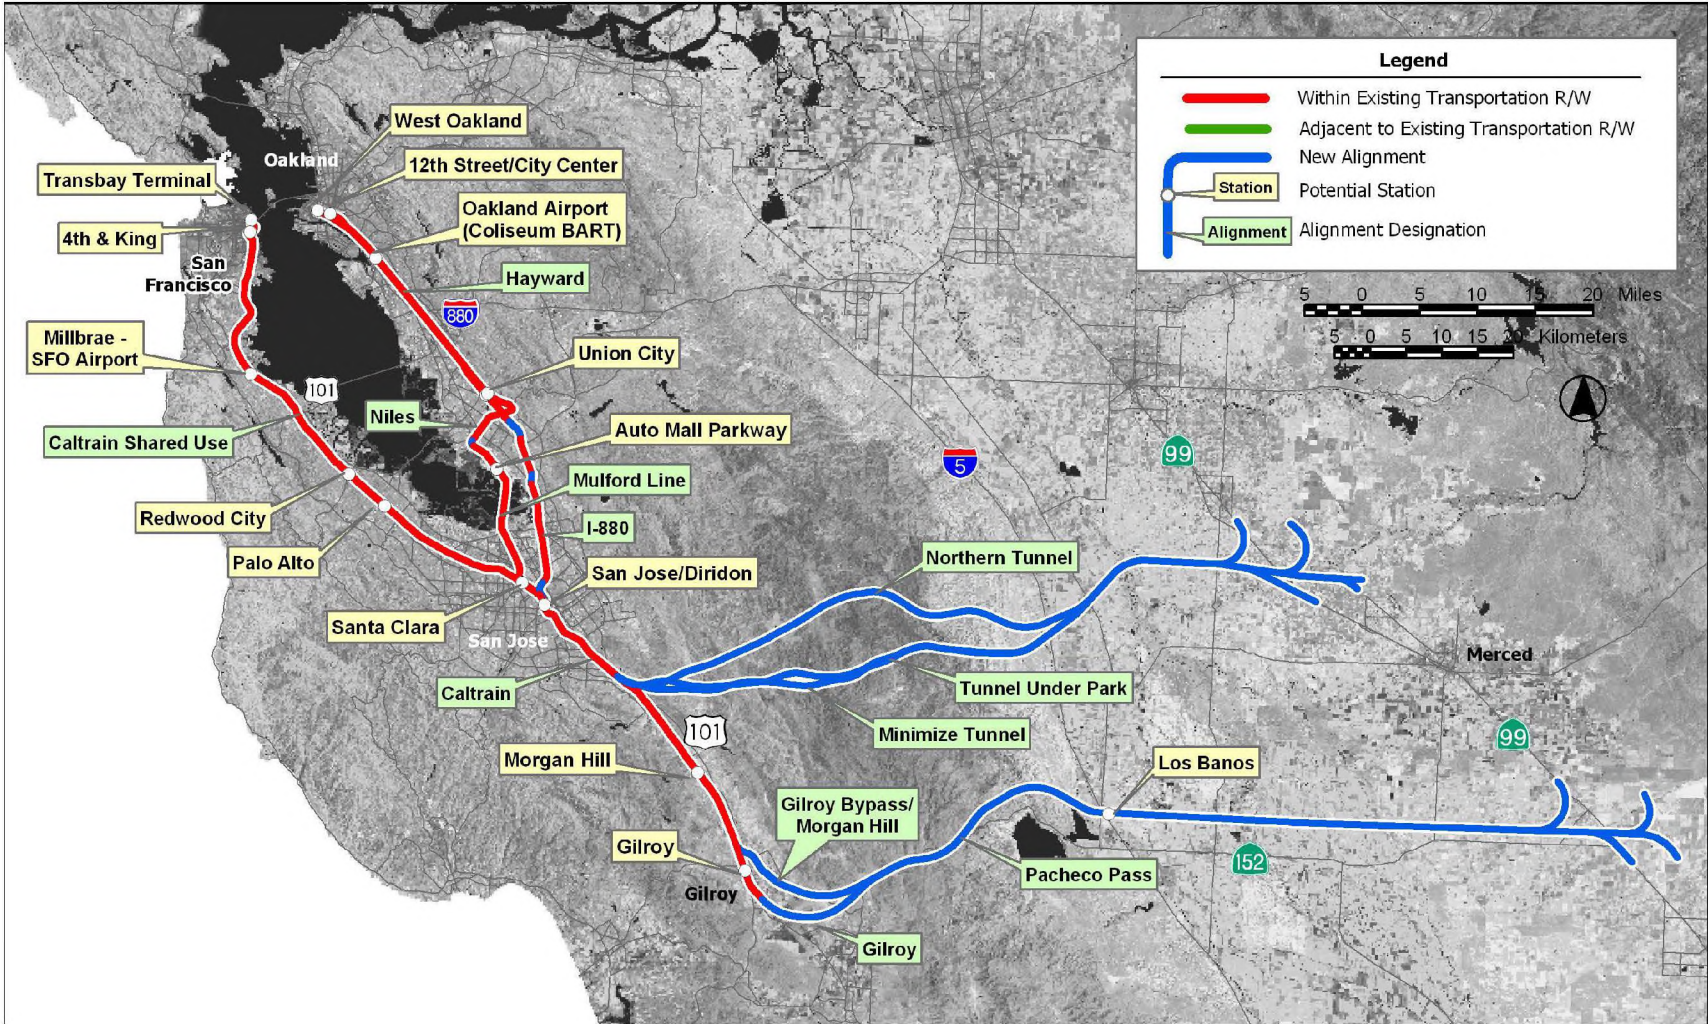 Legend
Within Existing Transportation R/W
Adjacent to Existing Transportation R/W
New Alignment
Station
Potential Station
Alignment
Alignment Designation
5 0 5 10 15 20 Miles
5 0 5 10 15 20 Kilometers
West Oakland
Oakland
12th Street/City Center
Transbay Terminal
Oakland Airport
(Coliseum BART)
4th & King
San
Francisco
Hayward
880
Millbrae -
SFO Airport
Union City
101
Niles
Auto Mall Parkway
Caltrain Shared Use
99
5
Mulford Line
Redwood City
I-880
Palo Alto
Northern Tunnel
San Jose/Diridon
Santa Clara
San Jose
Merced
Caltrain
Tunnel Under Park
101
Minimize Tunnel
99
Morgan Hill
Los Banos
Gilroy Bypass/
Morgan Hill
Gilroy
152
Pacheco Pass
Gilroy
Gilroy